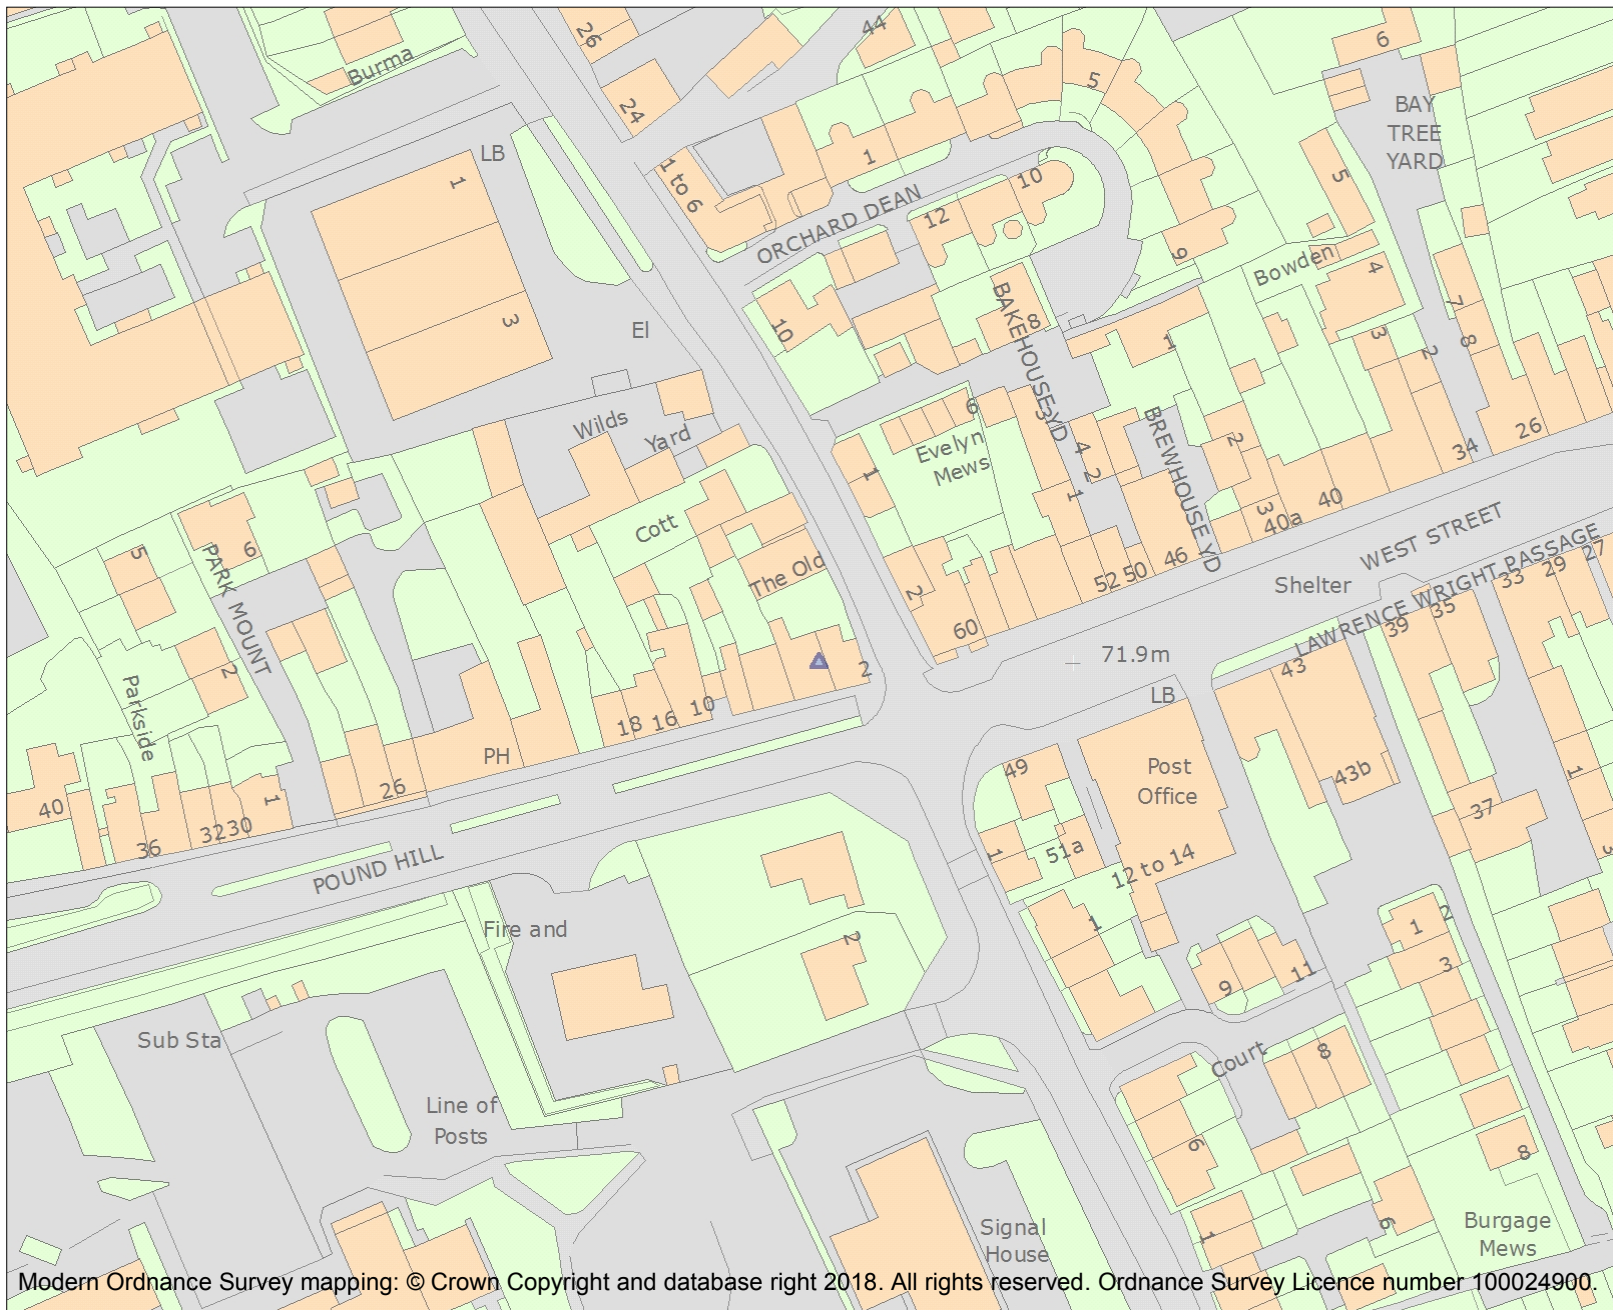 26
44
6
Burma
5
24
BAY
TREE
YARD
LB
1
1
1 to 6
10
5
12
ORCHARD DEAN
9
Bowden
4
BAKEHOUSE YD
7
3
El
10
8
1
3
2
8
Wilds
Yard
6
3
Evelyn
Mews
1
4
2
1
BREWHOUSE YD
2
34
26
40
3
40a
Cott
5
6
PARK MOUNT
The Old
2
60
52
50
46
WEST STREET
Shelter
LAWRENCE WRIGHT PASSAGE
27
29
33
35
39
71.9m
2
2
43
LB
Parkside
10
16
18
PH
49
Post
Office
43b
1
26
40
1
30
32
36
37
3
POUND HILL
1
51a
12 to 14
Fire and
2
1
1
2
3
9
11
Sub Sta
Court
8
Line of
Posts
6
8
Signal
House
1
6
Burgage
Mews
Modern Ordnance Survey mapping: © Crown Copyright and database right 2018. All rights reserved. Ordnance Survey Licence number 100024900.